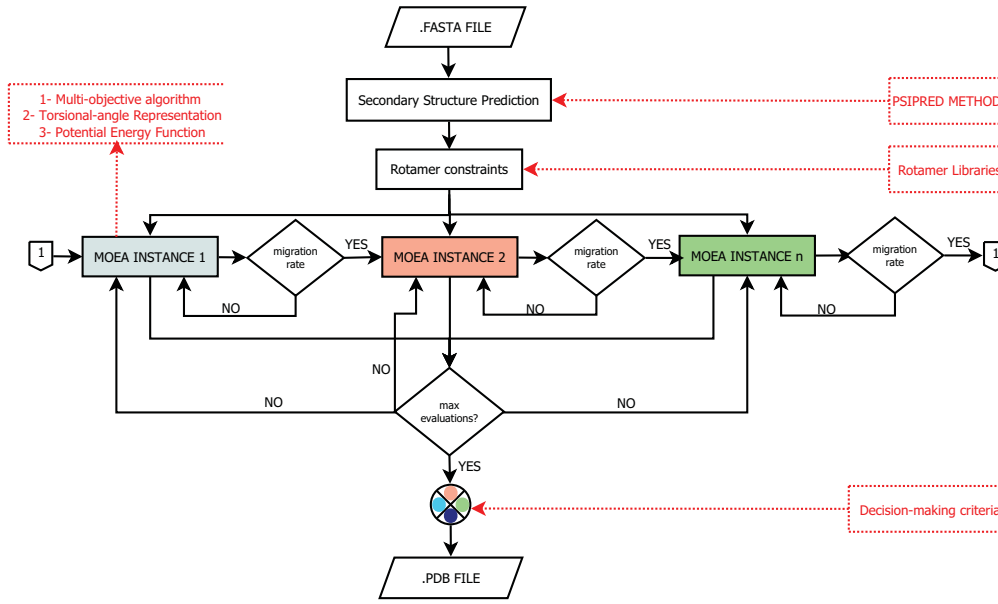 .FASTA FILE
1- Multi-objective algorithm
2- Torsional-angle Representation
3- Potential Energy Function
Secondary Structure Prediction
PSIPRED METHOD
Rotamer constraints
Rotamer Libraries
1
MOEA INSTANCE 1
migration
rate
YES
NO
MOEA INSTANCE 2
migration
rate
YES
NO
MOEA INSTANCE n
migration
rate
YES
NO
1
NO
NO
NO
max
evaluations?
YES
Decision-making criteria
.PDB FILE